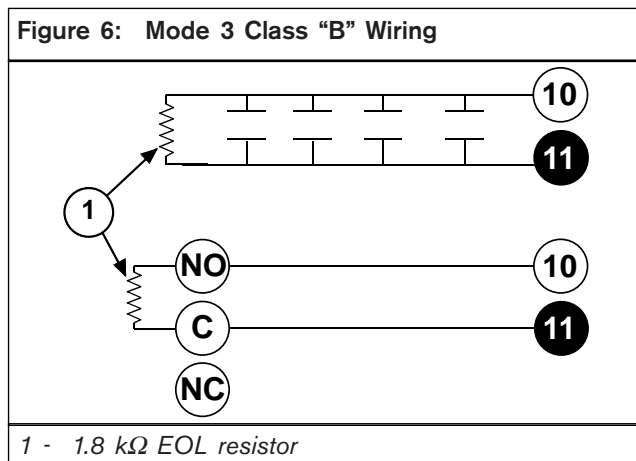 Figure 6: Mode 3 Class “B” Wiring
10
11
1
NO
10
C
11
NC
1 - 1.8 kΩ EOL resistor